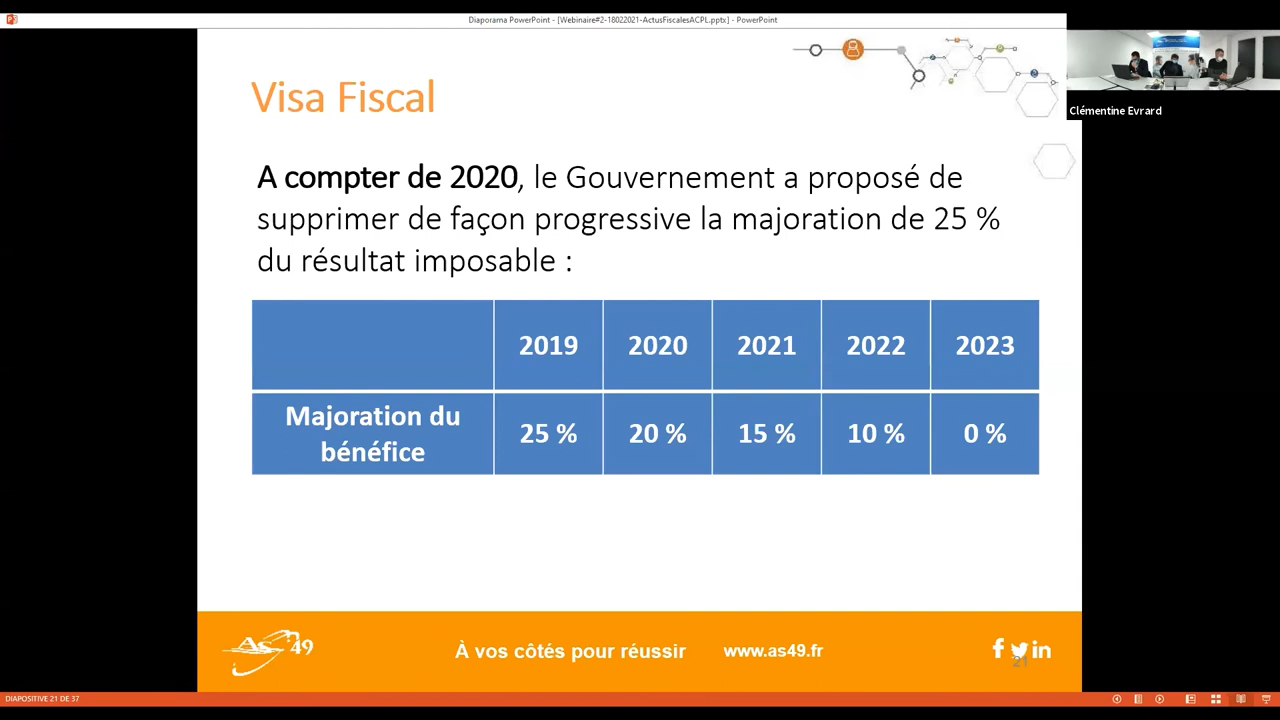 Diaporama PowerPoint - [Webinaire#2-18022021-ActusFiscalesACPL.pptx] - PowerPoint
Clémentine Evrard
Visa Fiscal
A compter de 2020, le Gouvernement a proposé de
supprimer de façon progressive la majoration de 25 %
du résultat imposable :
2019 2020 2021 2022 2023
Majoration du
bénéfice
25 % 20 % 15 % 10 % 0 %
As 49
À vos côtés pour réussir www.as49.fr
21
DIAPOSITIVE 21 DE 37